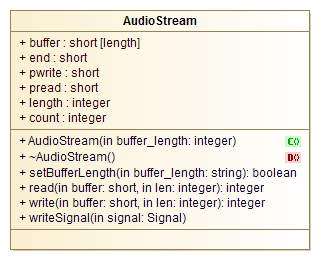 AudioStream
+ buffer : short [length]
+ end : short
+ pwrite : short
+ pread : short
+ length : integer
+ count : integer
+ AudioStream(in buffer_length: integer) C()
+ ~AudioStream() D()
+ setBufferLength(in buffer_length: string): boolean
+ read(in buffer: short, in len: integer): integer
+ write(in buffer: short, in len: integer): integer
+ writeSignal(in signal: Signal)